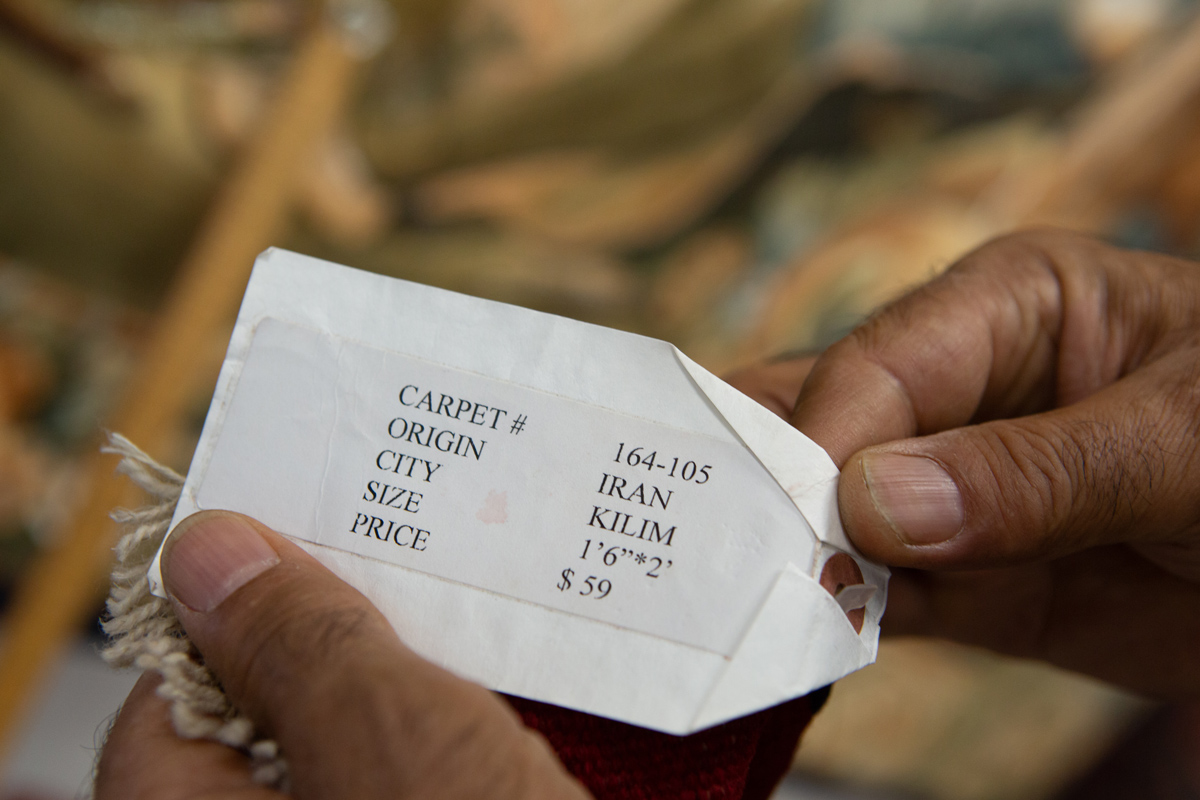 CARPET # 164-105
ORIGIN IRAN
CITY KILIM
SIZE 1'6”*2'
PRICE $ 59